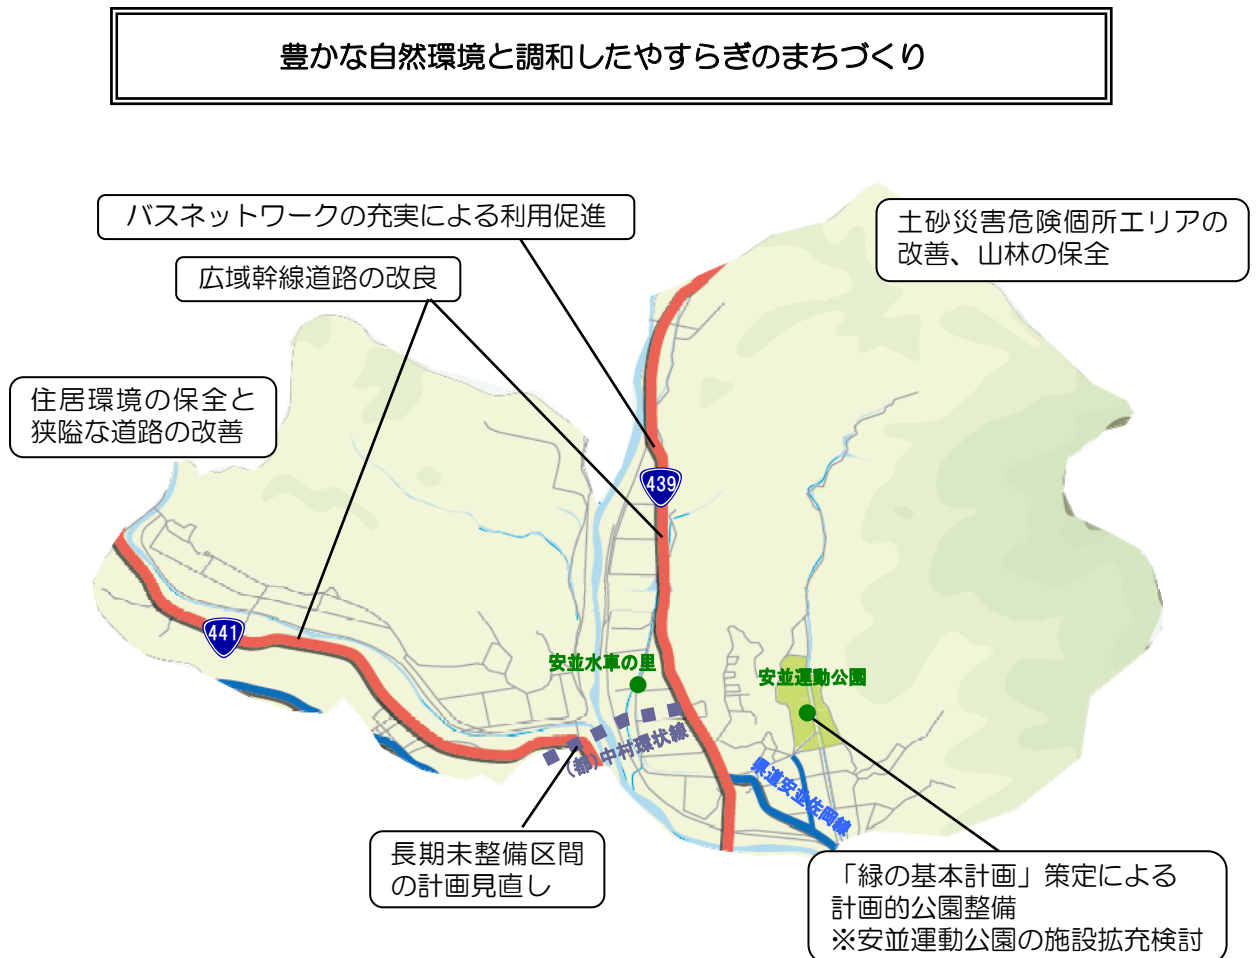 豊かな自然環境と調和したやすらぎのまちづくり
バスネットワークの充実による利用促進
土砂災害危険個所エリアの
改善、山林の保全
広域幹線道路の改良
住居環境の保全と
狭隘な道路の改善
439
441
安並水車の里
安並運動公園
(都)中村環状線
県道安並佐岡線
長期未整備区間
の計画見直し
「緑の基本計画」策定による
計画的公園整備
※安並運動公園の施設拡充検討